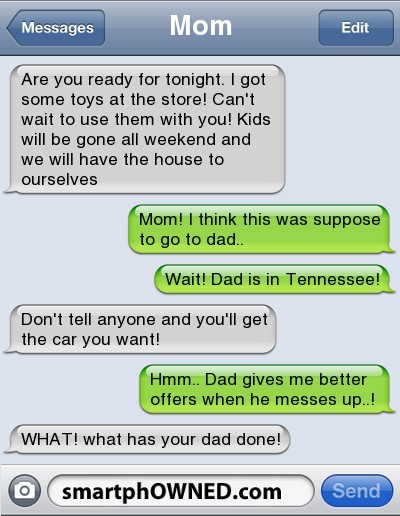 Messages
Mom
Edit
Are you ready for tonight. I got
some toys at the store! Can't
wait to use them with you! Kids
will be gone all weekend and
we will have the house to
ourselves
Mom! I think this was suppose
to go to dad..
Wait! Dad is in Tennessee!
Don't tell anyone and you'll get
the car you want!
Hmm.. Dad gives me better
offers when he messes up..!
WHAT! what has your dad done!
smartphOWNED.com
Send